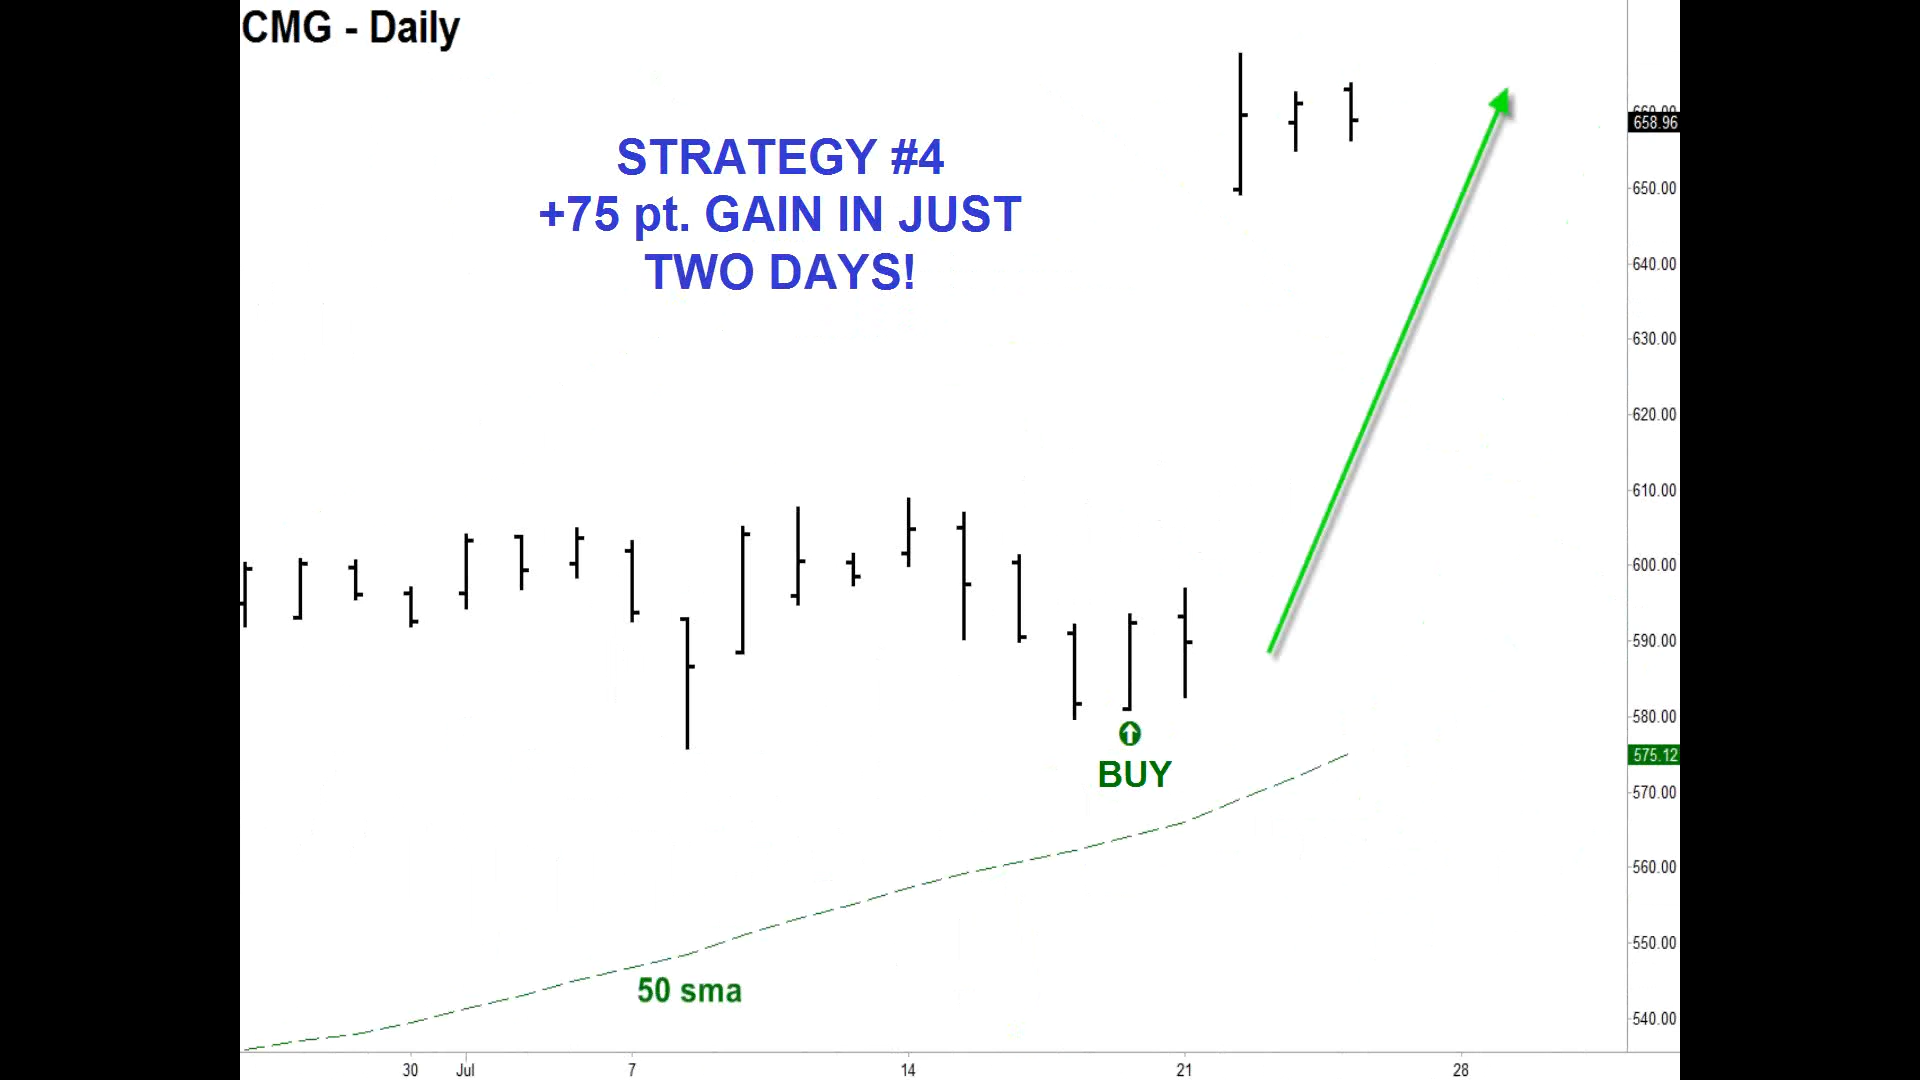 CMG - Daily
STRATEGY #4
+75 pt. GAIN IN JUST
TWO DAYS!
660.00
658.96
650.00
640.00
630.00
620.00
610.00
600.00
590.00
580.00
575.12
570.00
560.00
550.00
540.00
BUY
50 sma
30 Jul 7 14 21 28